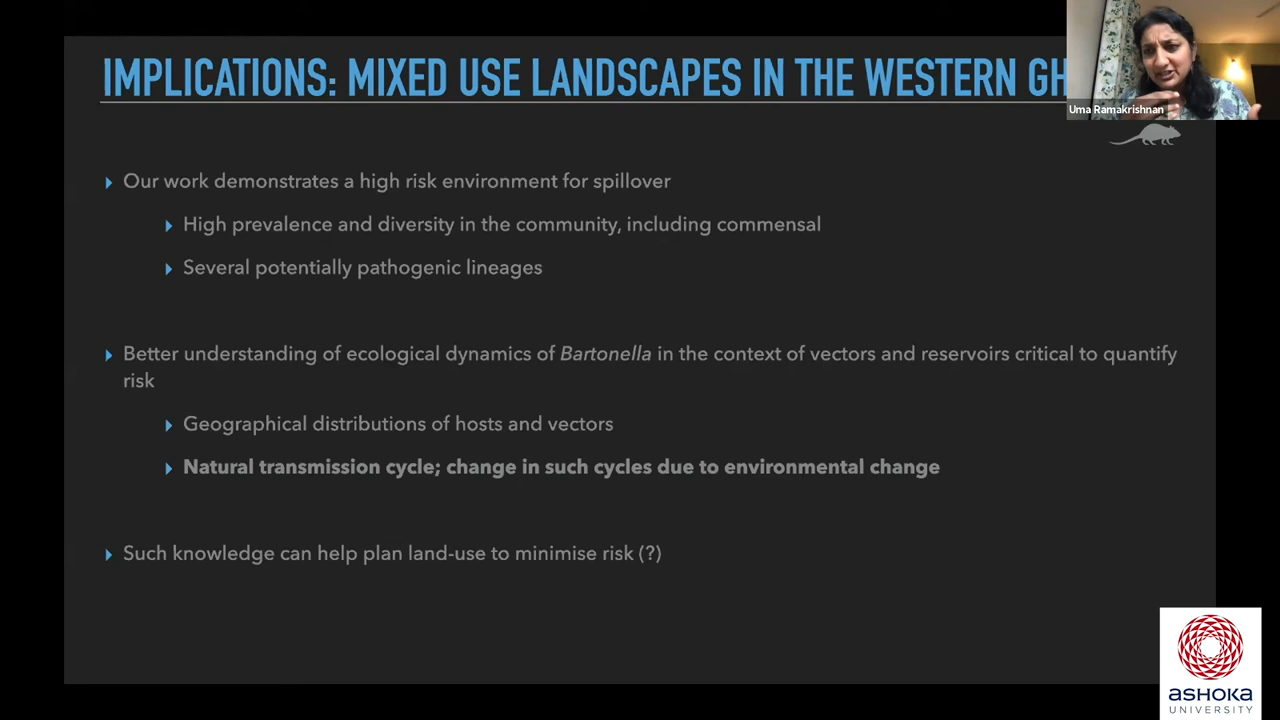 IMPLICATIONS: MIXED USE LANDSCAPES IN THE WESTERN GH
Uma Ramakrishnan
Our work demonstrates a high risk environment for spillover
High prevalence and diversity in the community, including commensal
Several potentially pathogenic lineages
Better understanding of ecological dynamics of Bartonella in the context of vectors and reservoirs critical to quantify
risk
Geographical distributions of hosts and vectors
Natural transmission cycle; change in such cycles due to environmental change
Such knowledge can help plan land-use to minimise risk (?)
ASHOKA
UNIVERSITY